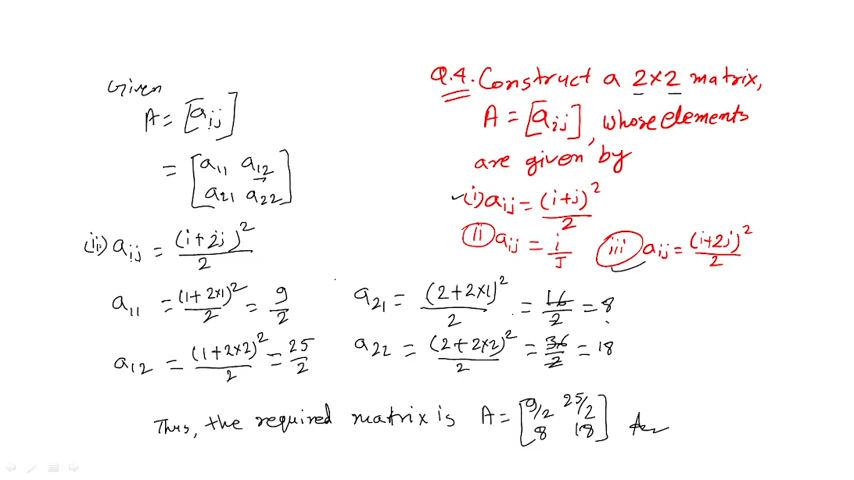 Q.4. Construct a 2×2 matrix,
A = [aij], whose elements
are given by
(i) aij = (i+j)²/2
(ii) aij = i/J
(iii) aij = (i+2j)²/2
Given
A = [aij]
= [a11 a12
a21 a22]
(iii) aij = (i+2j)²/2
a11 = (1+2×1)²/2 = 9/2
a12 = (1+2×2)²/2 = 25/2
a21 = (2+2×1)²/2 = 16/2 = 8
a22 = (2+2×2)²/2 = 36/2 = 18
Thus, the required matrix is A = [9/2 25/2
8 18] Ans